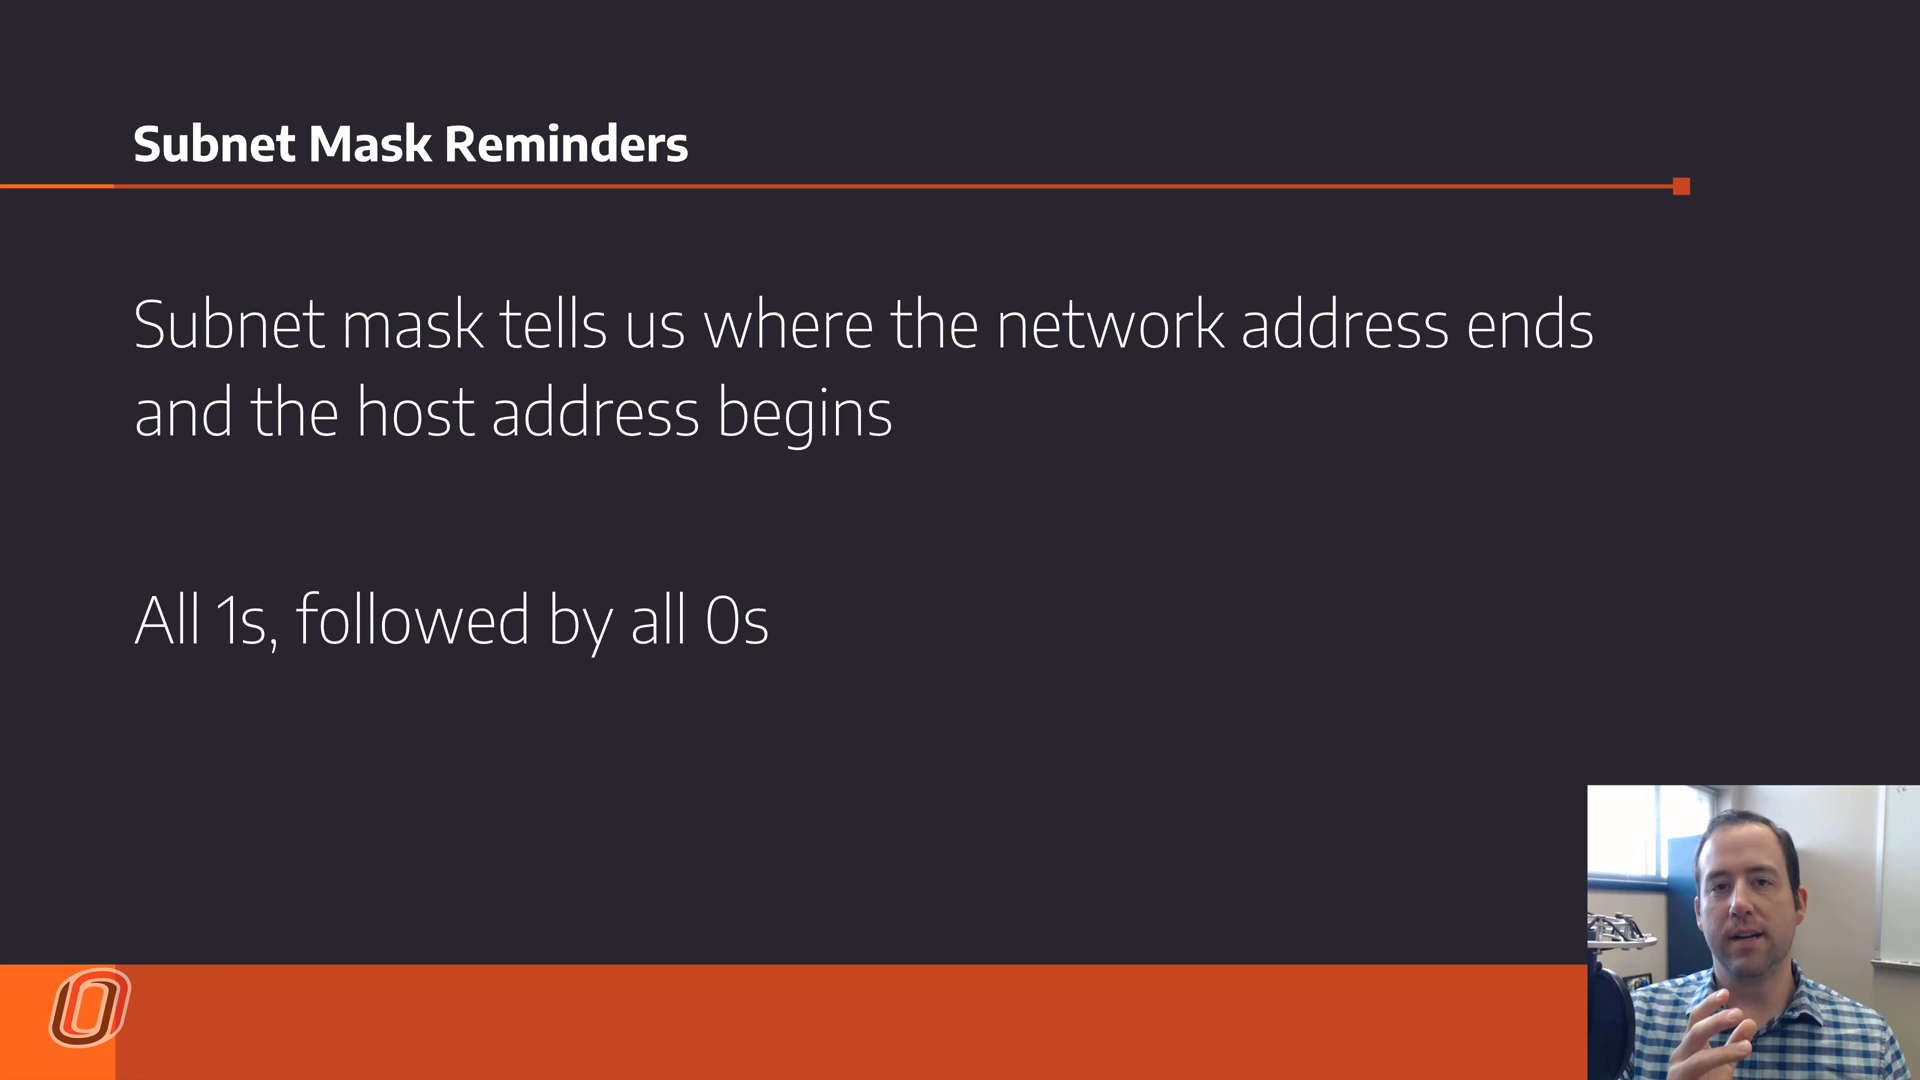 Subnet Mask Reminders
Subnet mask tells us where the network address ends
and the host address begins
All 1s, followed by all 0s